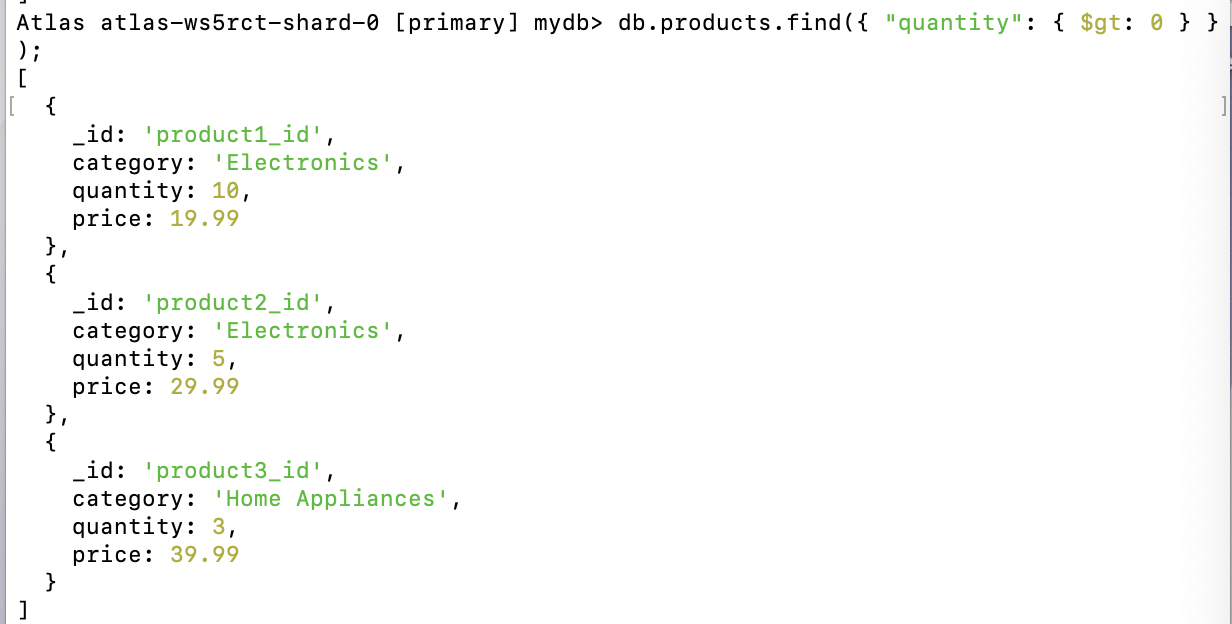 Atlas atlas-ws5rct-shard-0 [primary] mydb> db.products.find({ "quantity": { $gt: 0 } }
);
[
[  {                                                                                  ]
    _id: 'product1_id',
    category: 'Electronics',
    quantity: 10,
    price: 19.99
  },
  {
    _id: 'product2_id',
    category: 'Electronics',
    quantity: 5,
    price: 29.99
  },
  {
    _id: 'product3_id',
    category: 'Home Appliances',
    quantity: 3,
    price: 39.99
  }
]